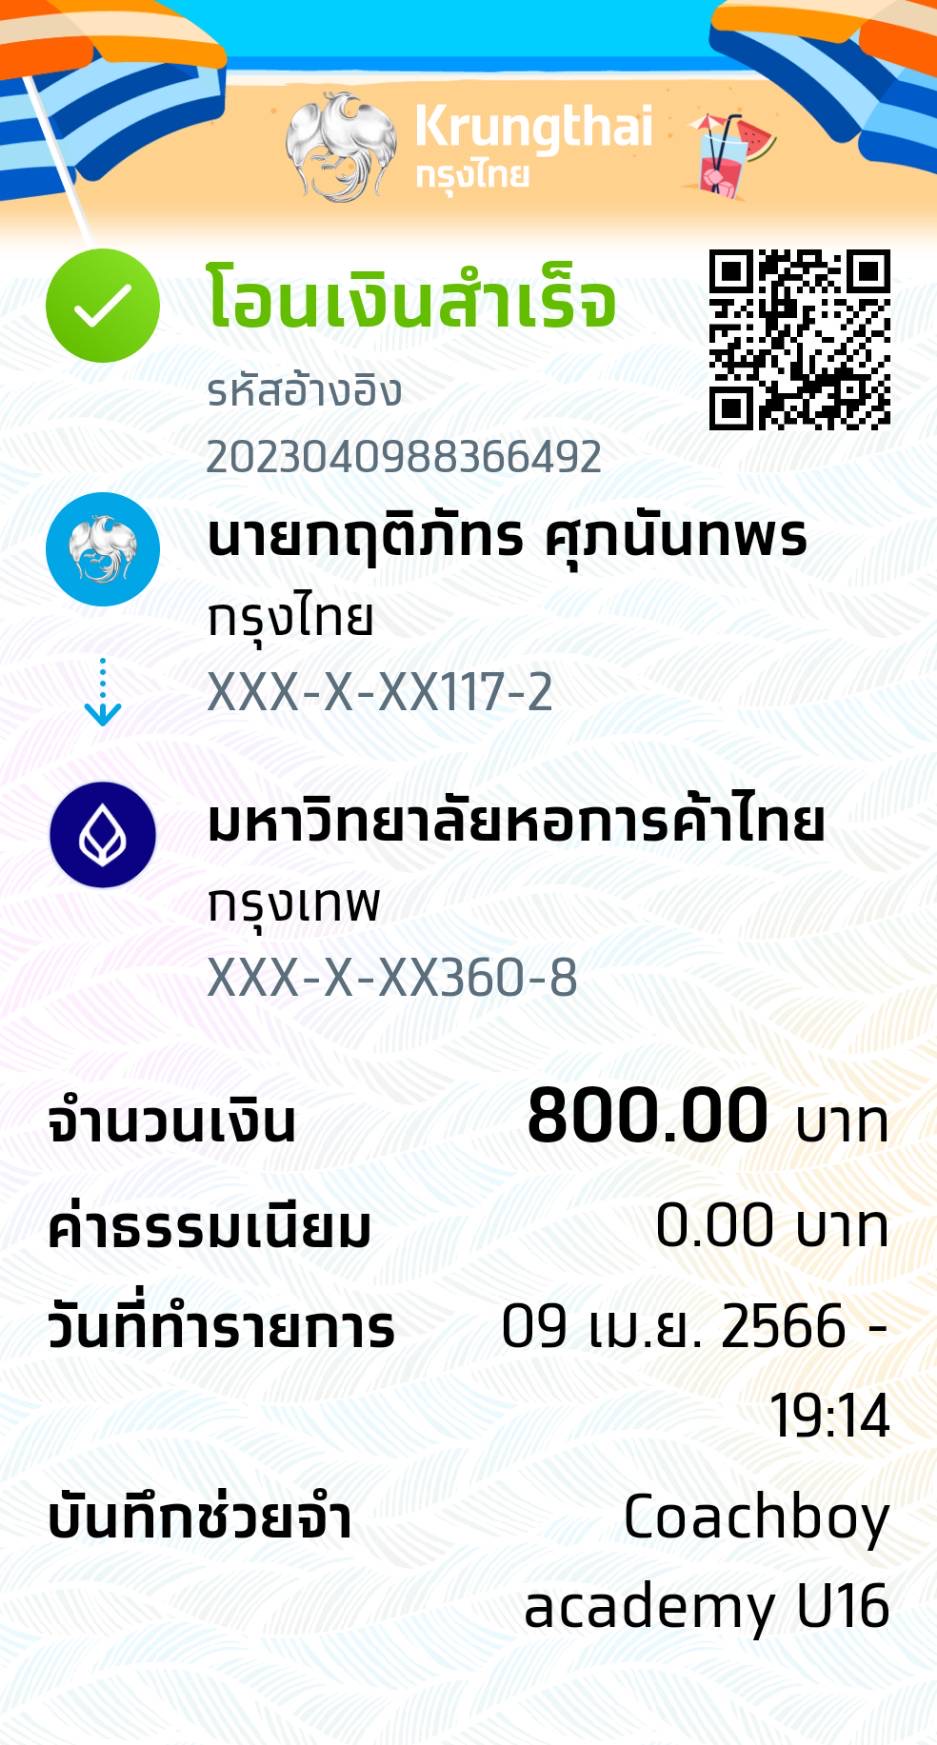 Krungthai
กรุงไทย
โอนเงินสำเร็จ
รหัสอ้างอิง
2023040988366492
นายกฤติภัทร ศุภนันทพร
กรุงไทย
XXX-X-XX117-2
มหาวิทยาลัยหอการค้าไทย
กรุงเทพ
XXX-X-XX360-8
จำนวนเงิน 800.00 บาท
ค่าธรรมเนียม 0.00 บาท
วันที่ทำรายการ 09 เม.ย. 2566 -
19:14
บันทึกช่วยจำ Coachboy
academy U16